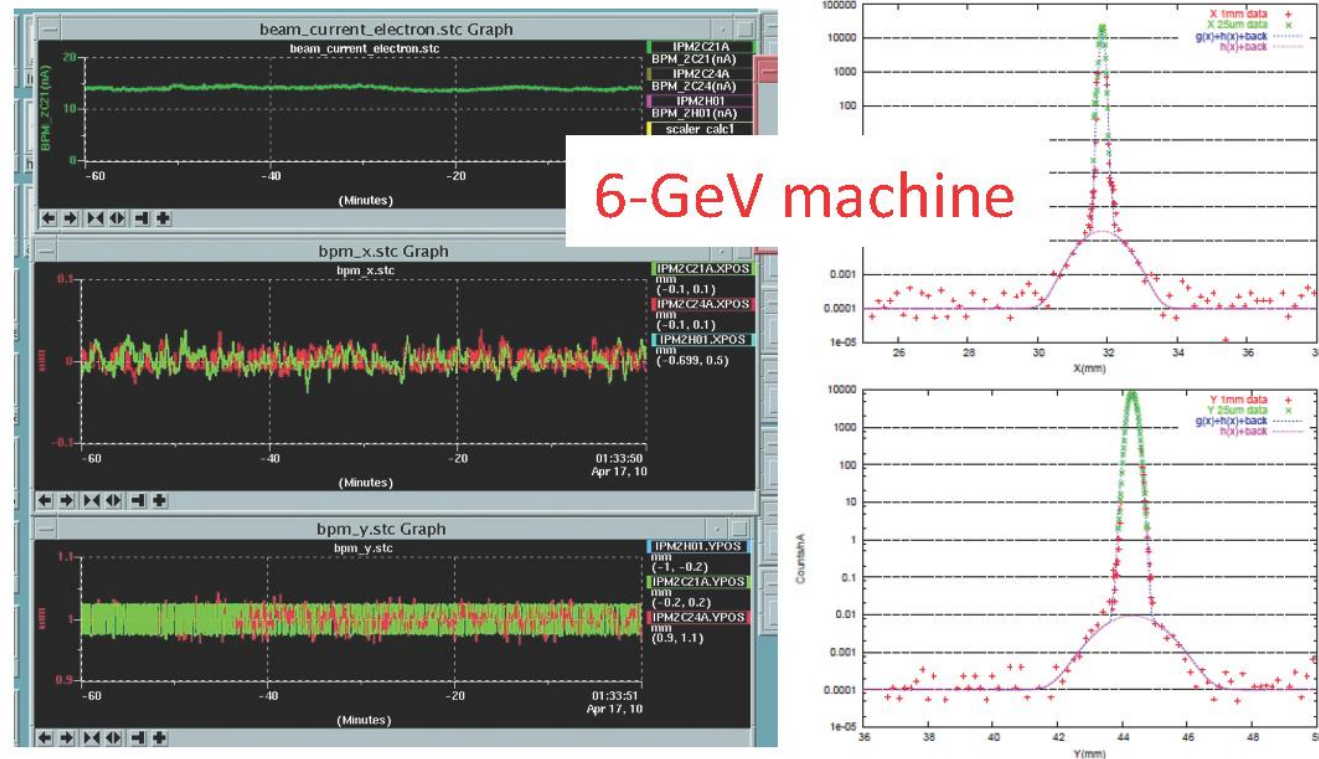 beam_current_electron.stc Graph
beam_current_electron.stc
BPM_2C21(nA)
20
10
0
-60
-40
-20
(Minutes)
IPM2C21A
BPM_2C21(nA)
IPM2C24A
BPM_2C24(nA)
IPM2H01
BPM_2H01(nA)
scaler_calc1
6-GeV machine
bpm_x.stc Graph
bpm_x.stc
0.1
mm
0
-0.1
-60
-40
-20
01:33:50
Apr 17, 10
(Minutes)
IPM2C21A.XPOS
mm
(-0.1, 0.1)
IPM2C24A.XPOS
mm
(-0.1, 0.1)
IPM2H01.XPOS
mm
(-0.699, 0.5)
bpm_y.stc Graph
bpm_y.stc
1.1
mm
1
0.9
-60
-40
-20
01:33:51
Apr 17, 10
(Minutes)
IPM2H01.YPOS
mm
(-1, -0.2)
IPM2C21A.YPOS
mm
(-0.2, 0.2)
IPM2C24A.YPOS
mm
(0.9, 1.1)
100000
10000
1000
100
0.001
0.0001
1e-05
26
28
30
32
34
36
X(mm)
X 1mm data
X 25um data
g(x)+h(x)+back
h(x)+back
10000
1000
100
10
1
0.1
0.01
0.001
0.0001
1e-05
Counts/nA
36
38
40
42
44
46
48
Y(mm)
Y 1mm data
Y 25um data
g(x)+h(x)+back
h(x)+back